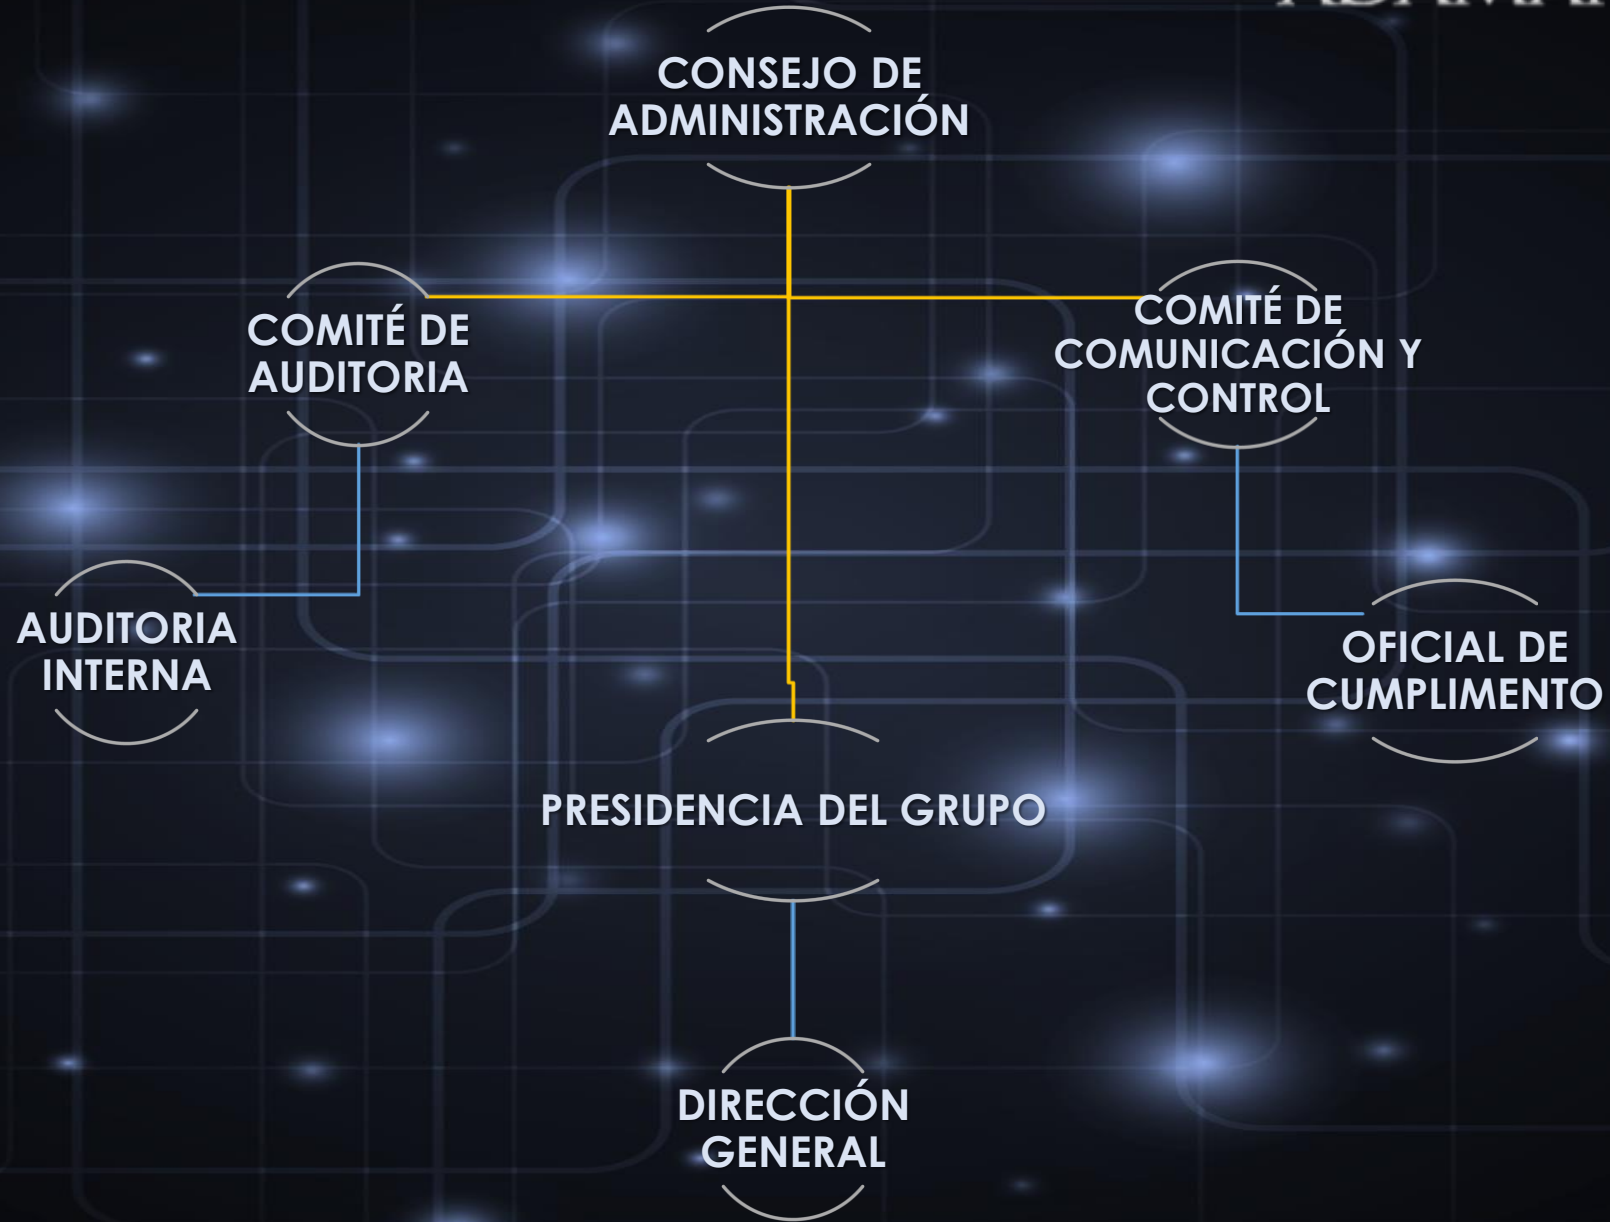 CONSEJO DE
ADMINISTRACIÓN
COMITÉ DE
AUDITORIA
COMITÉ DE
COMUNICACIÓN Y
CONTROL
AUDITORIA
INTERNA
OFICIAL DE
CUMPLIMENTO
PRESIDENCIA DEL GRUPO
DIRECCIÓN
GENERAL